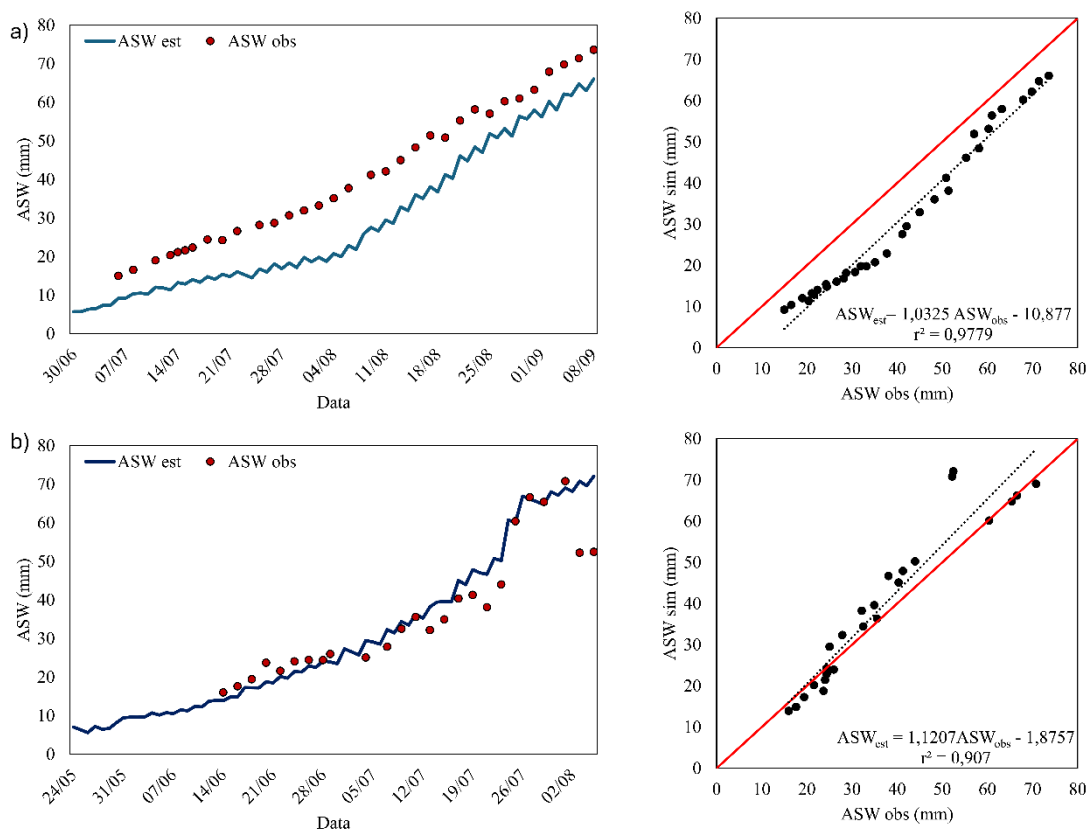 a)
ASW est ASW obs
80
70
60
50
40
30
20
10
0
ASW (mm)
30/06 07/07 14/07 21/07 28/07 04/08 11/08 18/08 25/08 01/09 08/09
Data
80
70
60
50
40
30
20
10
0
ASW sim (mm)
ASWest= 1,0325 ASWobs - 10,877
r² = 0,9779
0 10 20 30 40 50 60 70 80
ASW obs (mm)
b)
ASW est ASW obs
80
70
60
50
40
30
20
10
0
ASW (mm)
24/05 31/05 07/06 14/06 21/06 28/06 05/07 12/07 19/07 26/07 02/08
Data
80
70
60
50
40
30
20
10
0
ASW sim (mm)
ASWest = 1,1207ASWobs - 1,8757
r² = 0,907
0 10 20 30 40 50 60 70 80
ASW obs (mm)